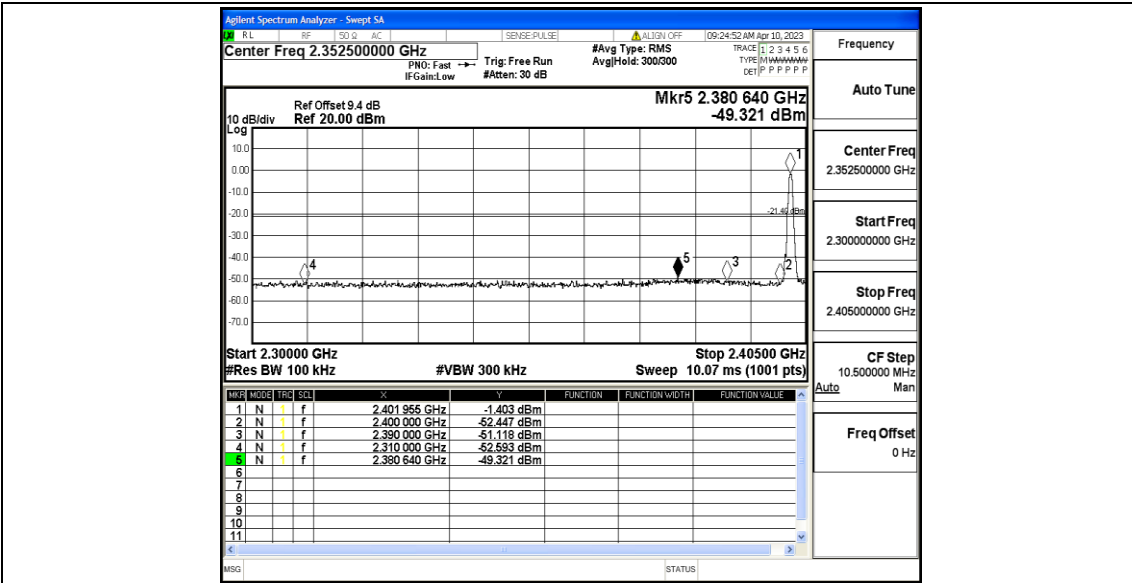 Agilent Spectrum Analyzer - Swept SA
RL RF 50 Ω AC SENSE:PULSE ALIGN OFF 09:24:52 AM Apr 10, 2023
Center Freq 2.352500000 GHz
PNO: Fast
IFGain:Low
Trig: Free Run
#Atten: 30 dB
#Avg Type: RMS
Avg|Hold: 300/300
TRACE 1 2 3 4 5 6
TYPE M WWWWW
DET P P P P P P
Ref Offset 9.4 dB
Ref 20.00 dBm
10 dB/div
Log
Mkr5 2.380 640 GHz
-49.321 dBm
10.0
0.00
-10.0
-20.0
-30.0
-40.0
-50.0
-60.0
-70.0
1
-21.40 dBm
4
5
3
2
Start 2.30000 GHz Stop 2.40500 GHz
#Res BW 100 kHz #VBW 300 kHz Sweep 10.07 ms (1001 pts)
MKR MODE TRC SCL X Y FUNCTION FUNCTION WIDTH FUNCTION VALUE
1 N 1 f 2.401 955 GHz -1.403 dBm
2 N 1 f 2.400 000 GHz -52.447 dBm
3 N 1 f 2.390 000 GHz -51.118 dBm
4 N 1 f 2.310 000 GHz -52.593 dBm
5 N 1 f 2.380 640 GHz -49.321 dBm
6
7
8
9
10
11
MSG STATUS
Frequency
Auto Tune
Center Freq
2.352500000 GHz
Start Freq
2.300000000 GHz
Stop Freq
2.405000000 GHz
CF Step
10.500000 MHz
Auto Man
Freq Offset
0 Hz